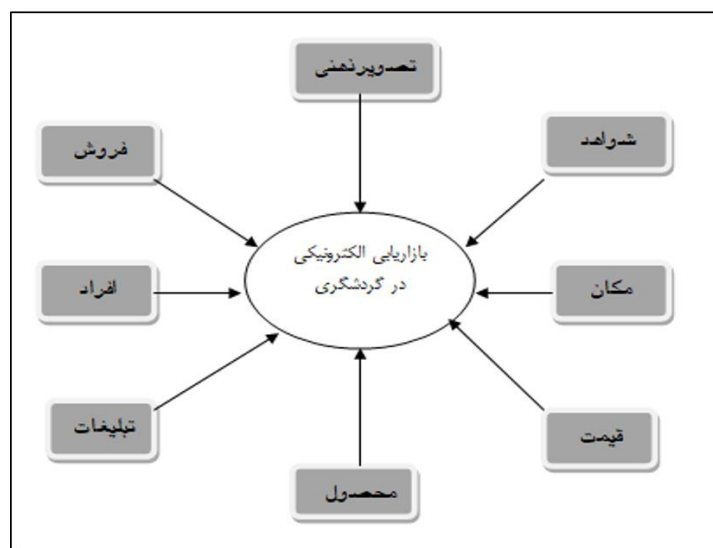 تصویرذهنی
شواهد
فروش
بازاریابی الکترونیکی
در گردشگری
مکان
افراد
قیمت
تبلیغات
محصول